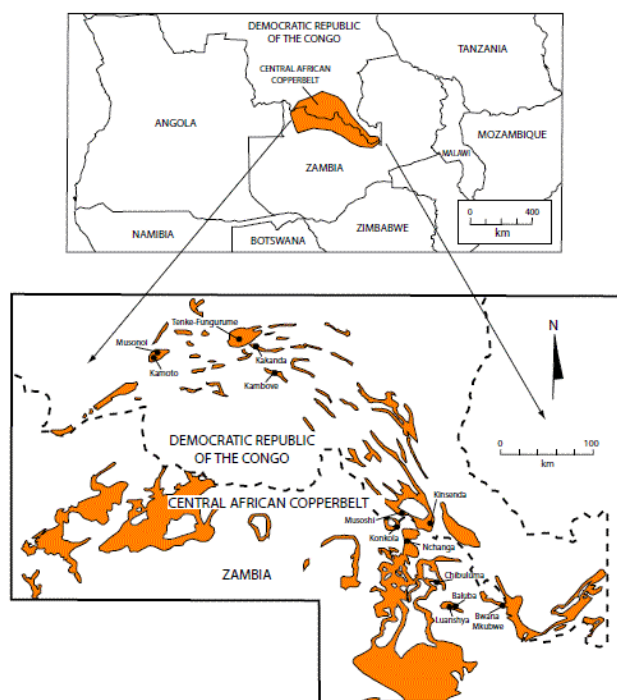 DEMOCRATIC REPUBLIC
OF THE CONGO
TANZANIA
CENTRAL AFRICAN
COPPERBELT
ANGOLA
MOZAMBIQUE
MALAWI
ZAMBIA
0 400
km
NAMIBIA
BOTSWANA
ZIMBABWE
Tenke-Fungurume
Musonoi
Kakanda
Kamoto
Kambove
N
0 100
km
DEMOCRATIC REPUBLIC
OF THE CONGO
CENTRAL AFRICAN COPPERBELT
Kinsenda
Musoshi
Konkola
Nchanga
ZAMBIA
Chibuluma
Baluba
Luanshya
Bwana
Mkubwe